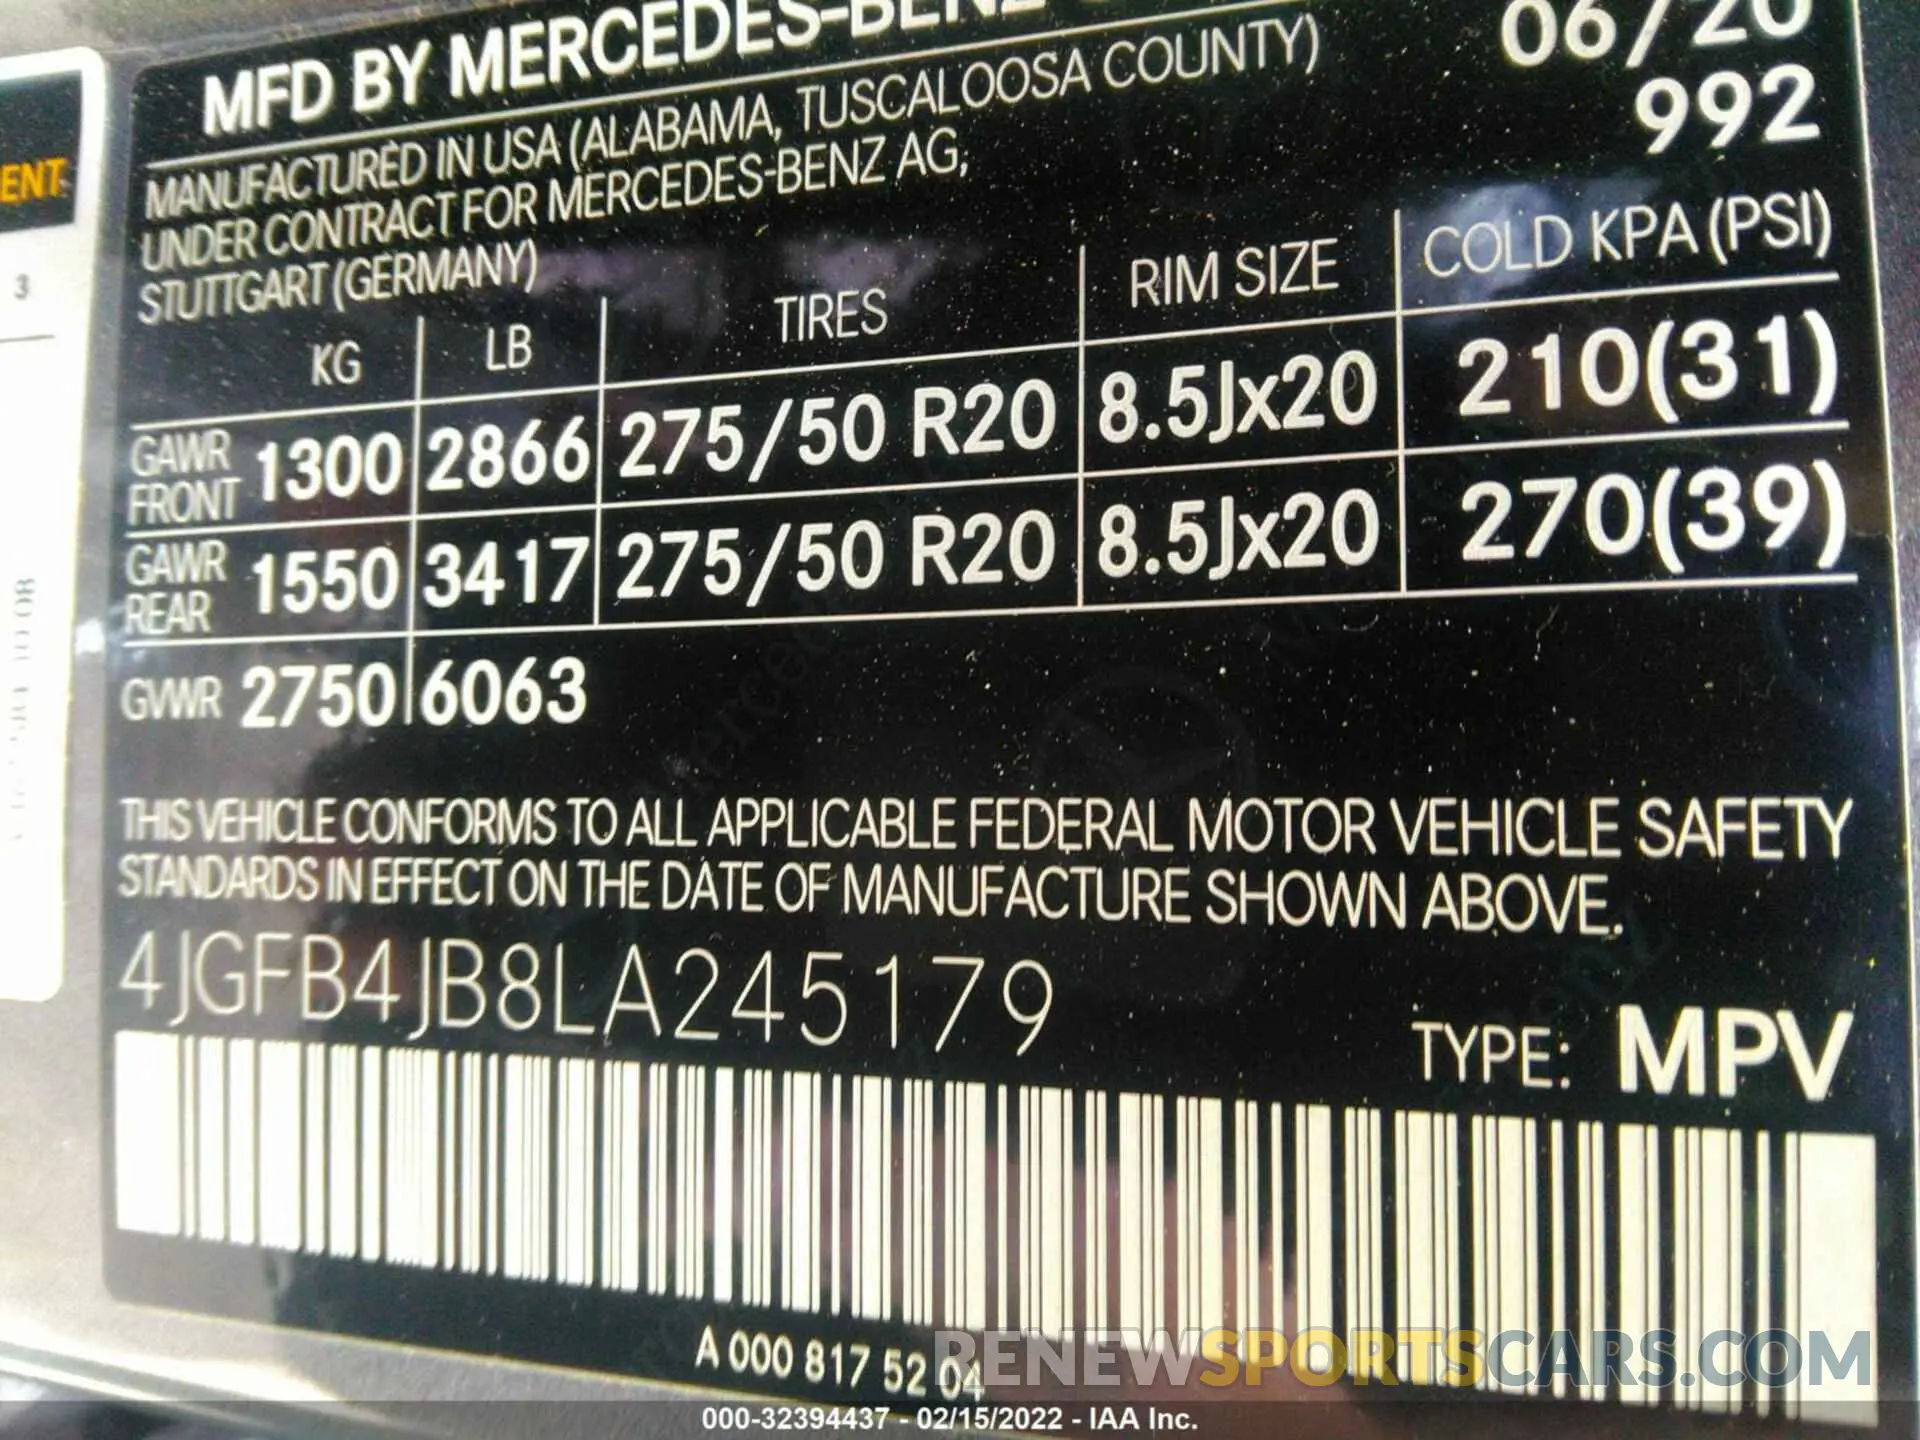 MFD BY MERCEDES-BENZ
06/20
MANUFACTURED IN USA (ALABAMA, TUSCALOOSA COUNTY)
992
UNDER CONTRACT FOR MERCEDES-BENZ AG,
STUTTGART (GERMANY)
KG LB TIRES RIM SIZE COLD KPA (PSI)
GAWR FRONT 1300 2866 275/50 R20 8.5Jx20 210(31)
GAWR REAR 1550 3417 275/50 R20 8.5Jx20 270(39)
GVWR 2750 6063
THIS VEHICLE CONFORMS TO ALL APPLICABLE FEDERAL MOTOR VEHICLE SAFETY
STANDARDS IN EFFECT ON THE DATE OF MANUFACTURE SHOWN ABOVE.
4JGFB4JB8LA245179
TYPE: MPV
A 000 817 52 04
RENEWSPORTSCARS.COM
000-32394437 - 02/15/2022 - IAA Inc.
ENT
3